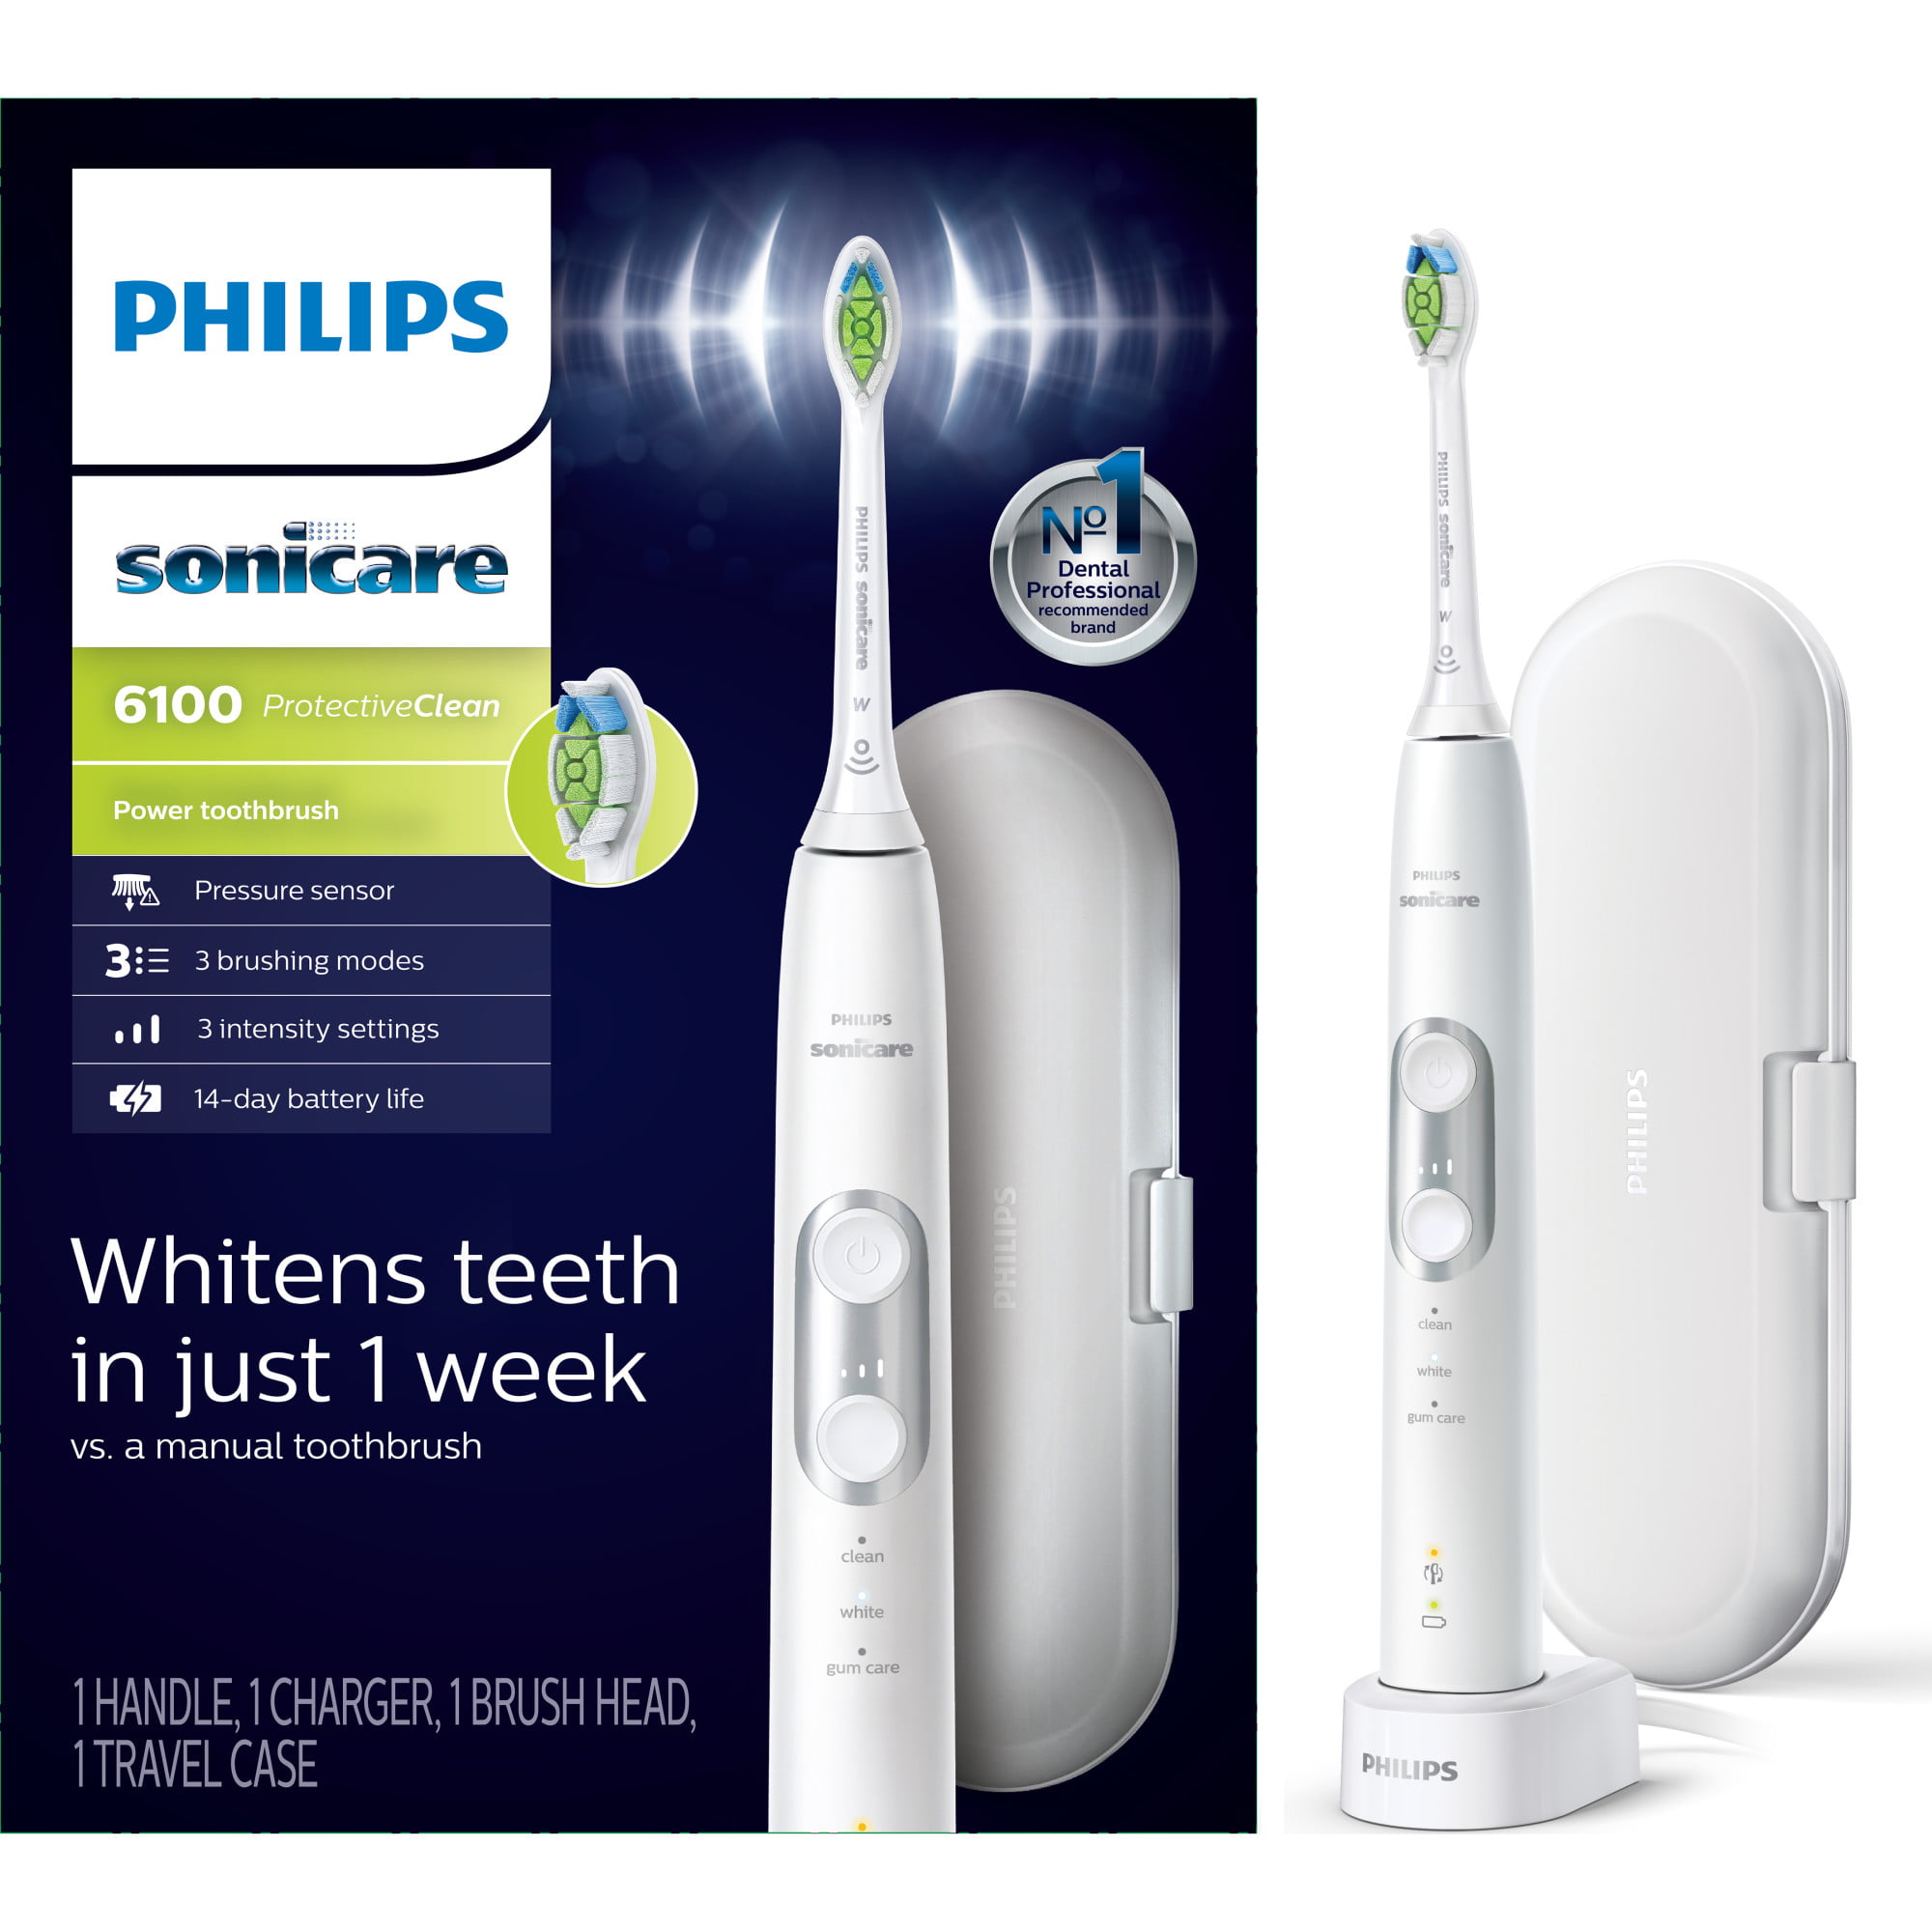 PHILIPS
sonicare
6100 ProtectiveClean
Power toothbrush
Pressure sensor
3 3 brushing modes
3 intensity settings
14-day battery life
Whitens teeth
in just 1 week
vs. a manual toothbrush
1 HANDLE, 1 CHARGER, 1 BRUSH HEAD,
1 TRAVEL CASE
Nº1
Dental
Professional
recommended
brand
PHILIPS sonicare
W
PHILIPS
sonicare
clean
white
gum care
PHILIPS
PHILIPS sonicare
W
PHILIPS
sonicare
clean
white
gum care
PHILIPS
PHILIPS